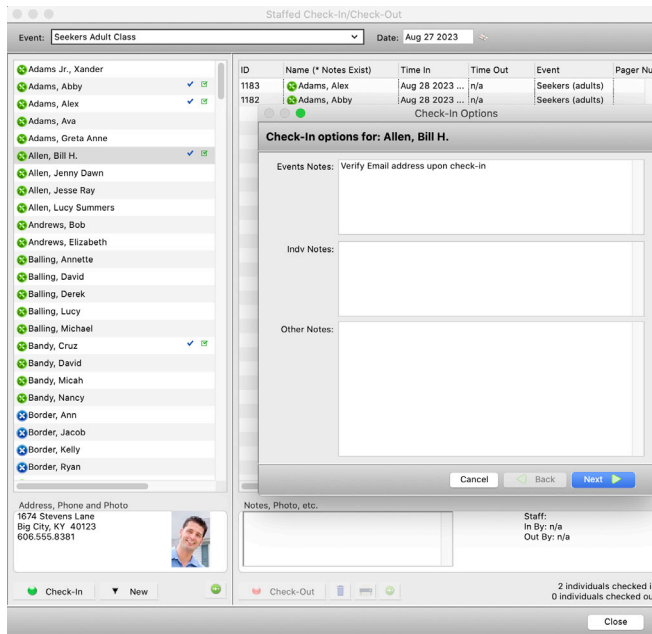 Staffed Check-In/Check-Out
Event: Seekers Adult Class Date: Aug 27 2023
Adams Jr., Xander
Adams, Abby
Adams, Alex
Adams, Ava
Adams, Greta Anne
Allen, Bill H.
Allen, Jenny Dawn
Allen, Jesse Ray
Allen, Lucy Summers
Andrews, Bob
Andrews, Elizabeth
Balling, Annette
Balling, David
Balling, Derek
Balling, Lucy
Balling, Michael
Bandy, Cruz
Bandy, David
Bandy, Micah
Bandy, Nancy
Border, Ann
Border, Jacob
Border, Kelly
Border, Ryan
ID Name (* Notes Exist) Time In Time Out Event Pager Nu
1183 Adams, Alex Aug 28 2023 ... n/a Seekers (adults)
1182 Adams, Abby Aug 28 2023 ... n/a Seekers (adults)
Check-In Options
Check-In options for: Allen, Bill H.
Events Notes: Verify Email address upon check-in
Indv Notes:
Other Notes:
Cancel Back Next
Address, Phone and Photo
1674 Stevens Lane
Big City, KY 40123
606.555.8381
Notes, Photo, etc.
Staff:
In By: n/a
Out By: n/a
Check-In New
Check-Out
2 individuals checked i
0 individuals checked ou
Close